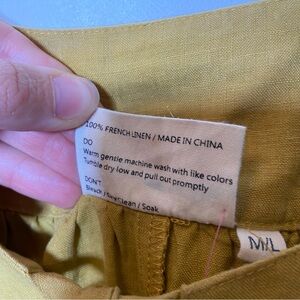 100% FRENCH LINEN / MADE IN CHINA
DO
Warm gentle machine wash with like colors
Tumble dry low and pull out promptly
DON'T
Bleach / Dry Clean / Soak
M/L